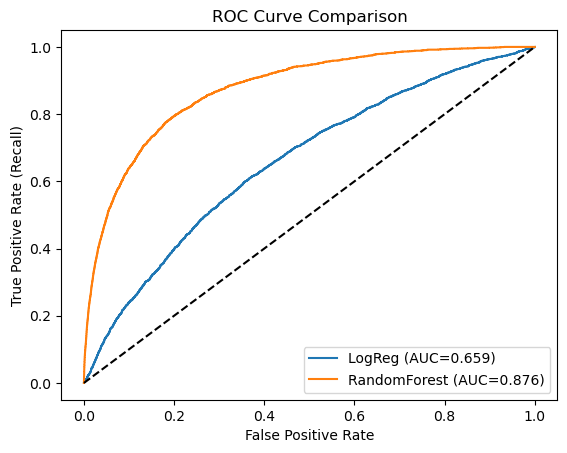 ROC Curve Comparison
True Positive Rate (Recall)
1.0
0.8
0.6
0.4
0.2
0.0
LogReg (AUC=0.659)
RandomForest (AUC=0.876)
0.0 0.2 0.4 0.6 0.8 1.0
False Positive Rate